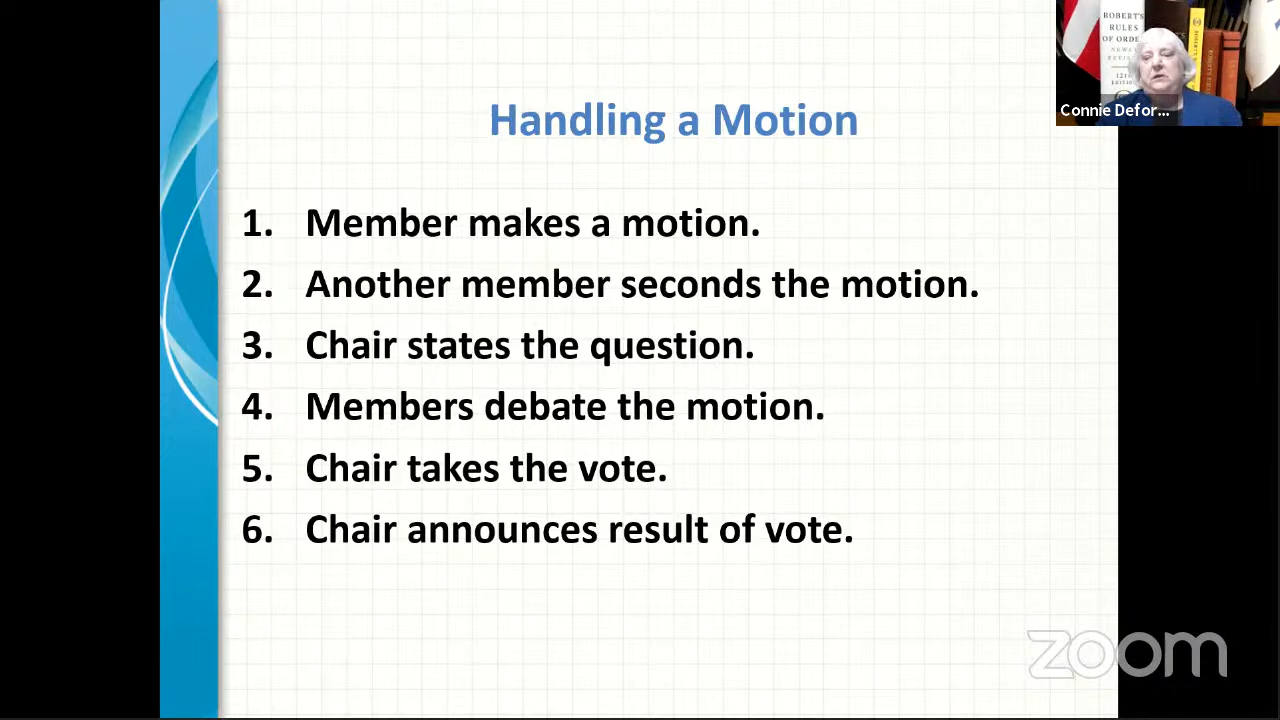 Handling a Motion
1. Member makes a motion.
2. Another member seconds the motion.
3. Chair states the question.
4. Members debate the motion.
5. Chair takes the vote.
6. Chair announces result of vote.
ROBERT'S
RULES
OF ORDER
Connie Defor...
zoom